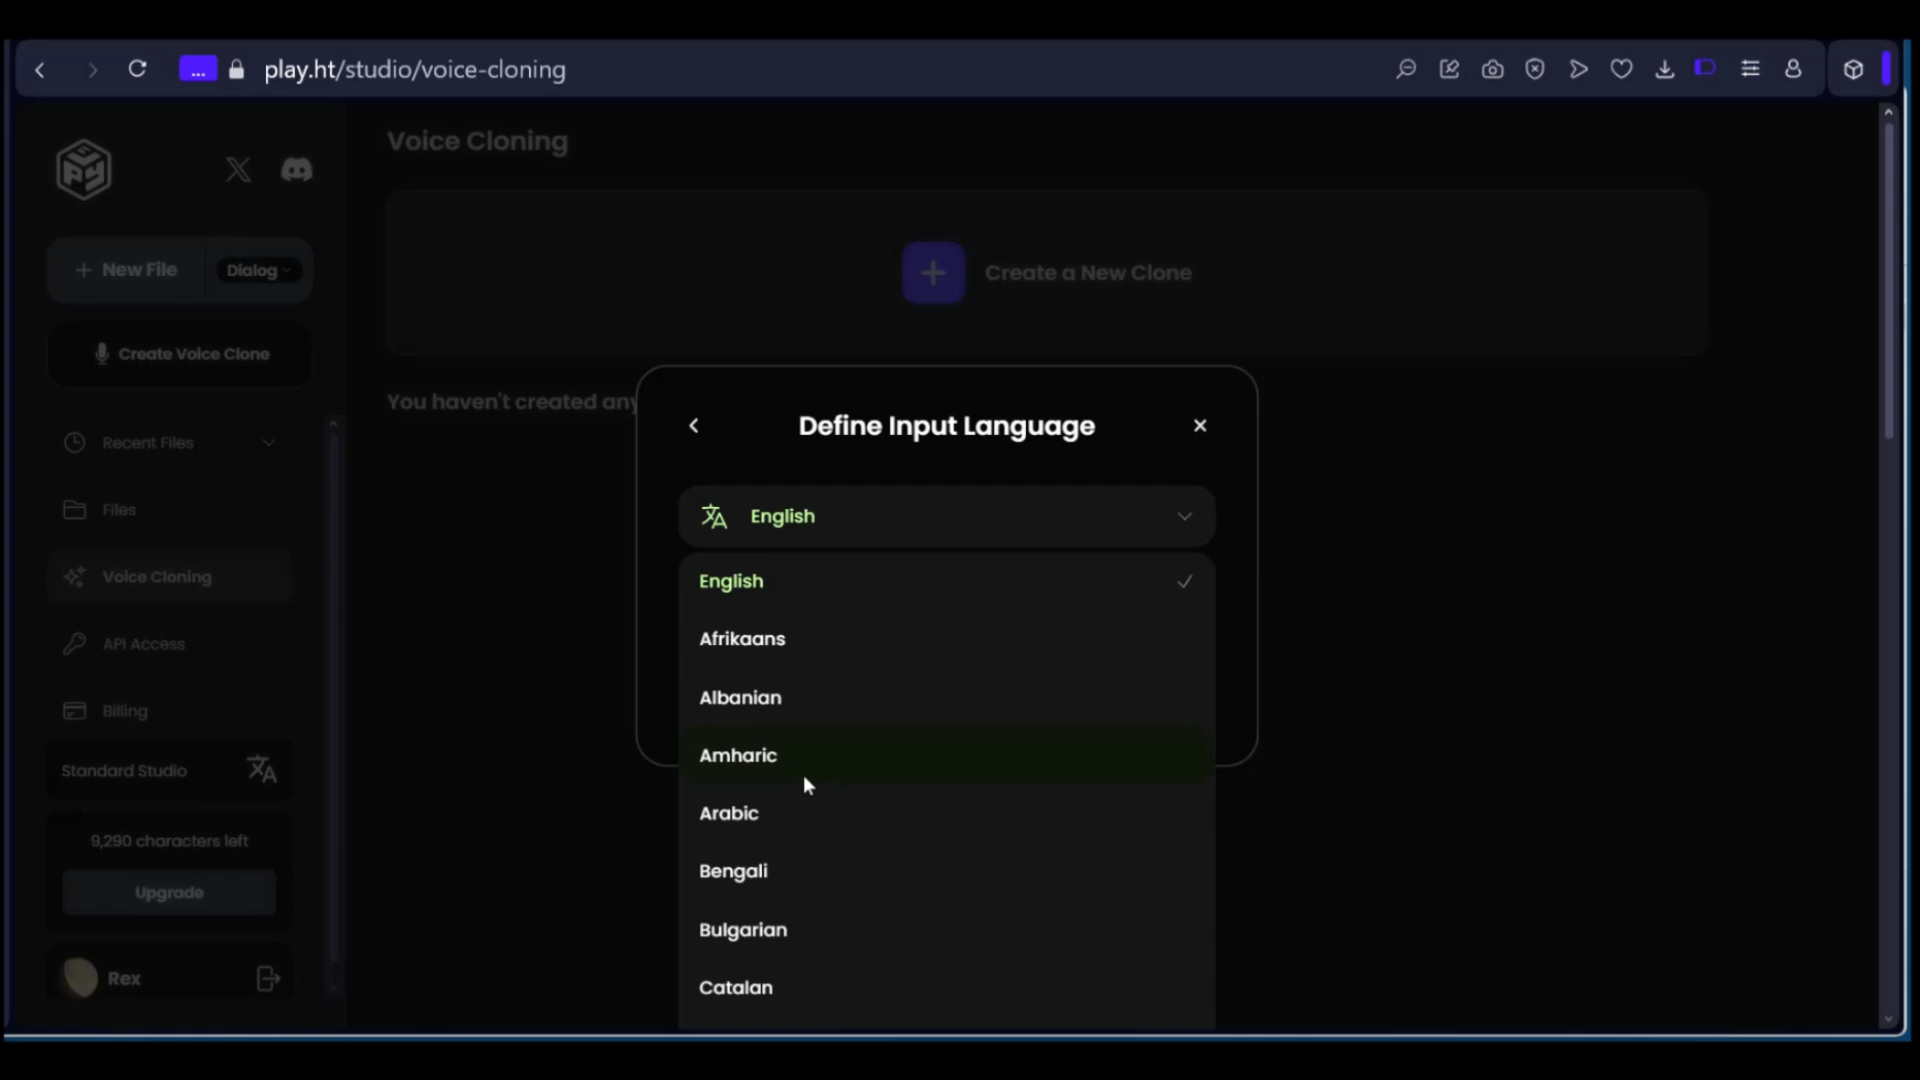 ...
play.ht/studio/voice-cloning
Voice Cloning
New File
Dialog
Create a New Clone
Create Voice Clone
You haven't created any
Recent Files
Files
Voice Cloning
API Access
Billing
Standard Studio
9,290 characters left
Upgrade
Rex
Define Input Language
English
English
Afrikaans
Albanian
Amharic
Arabic
Bengali
Bulgarian
Catalan